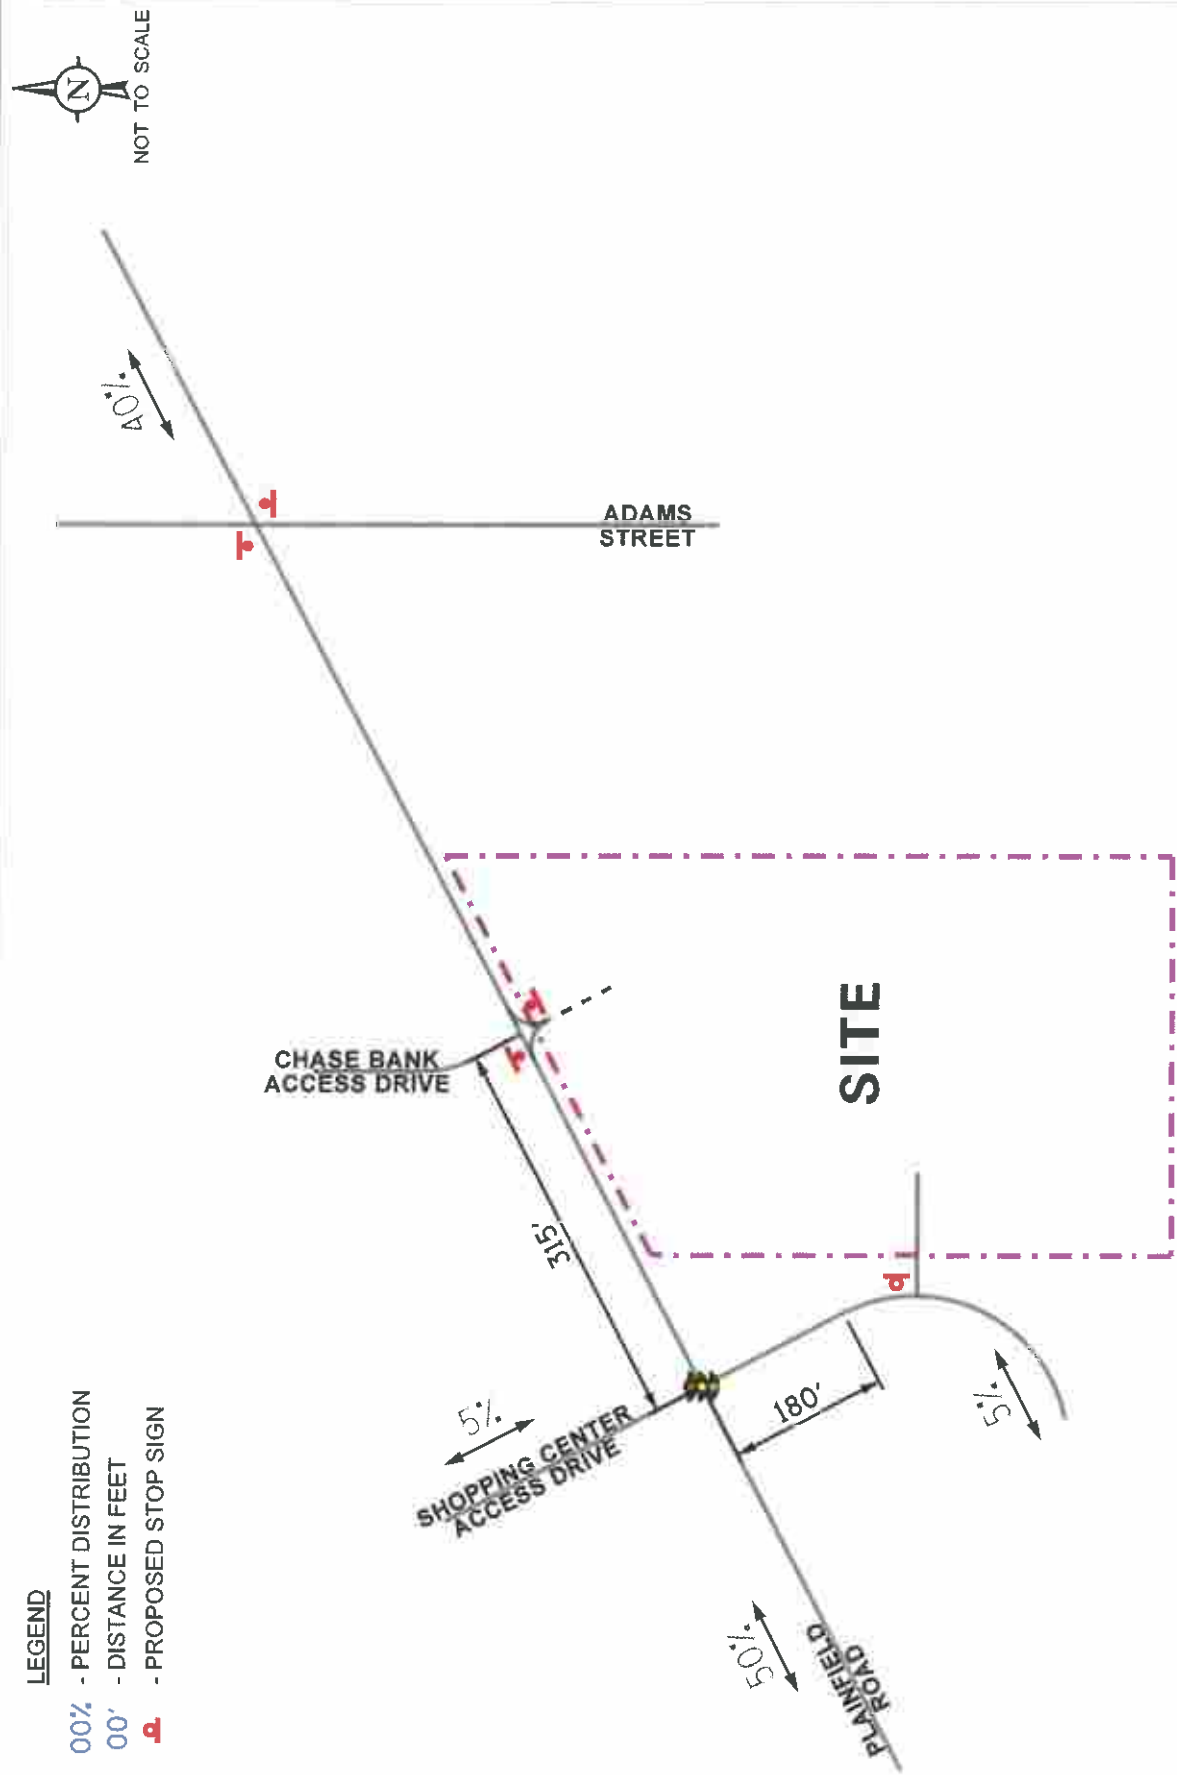 LEGEND
00% - PERCENT DISTRIBUTION
00' - DISTANCE IN FEET
- PROPOSED STOP SIGN
N
NOT TO SCALE
40%
ADAMS
STREET
CHASE BANK
ACCESS DRIVE
315'
SITE
5%
SHOPPING CENTER
ACCESS DRIVE
180'
5%
50%
PLAINFIELD
ROAD